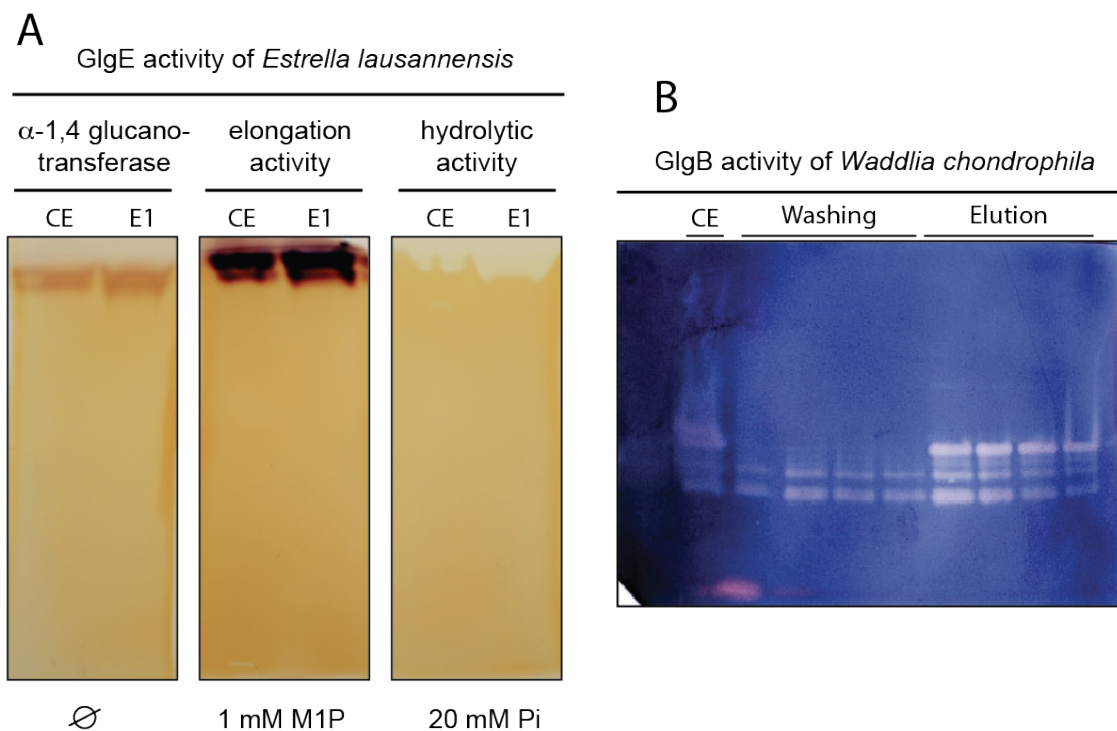 A
GlgE activity of Estrella lausannensis
α-1,4 glucano-
transferase
elongation
activity
hydrolytic
activity
CE E1
CE E1
CE E1
∅
1 mM M1P
20 mM Pi
B
GlgB activity of Waddlia chondrophila
CE Washing Elution